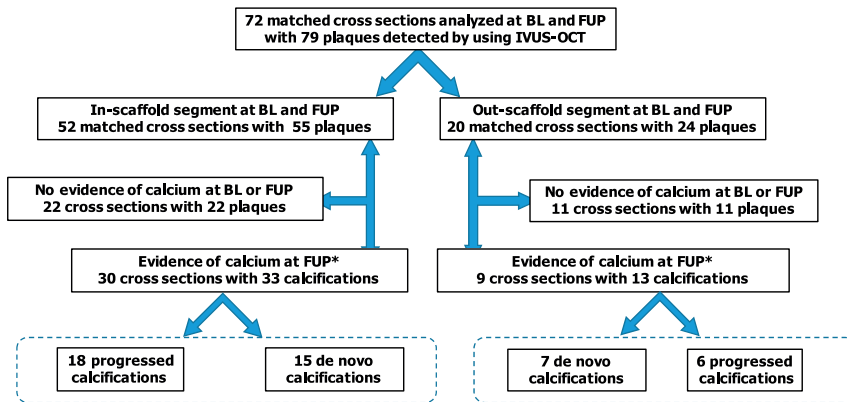 72 matched cross sections analyzed at BL and FUP
with 79 plaques detected by using IVUS-OCT
In-scaffold segment at BL and FUP
52 matched cross sections with 55 plaques
Out-scaffold segment at BL and FUP
20 matched cross sections with 24 plaques
No evidence of calcium at BL or FUP
22 cross sections with 22 plaques
No evidence of calcium at BL or FUP
11 cross sections with 11 plaques
Evidence of calcium at FUP*
30 cross sections with 33 calcifications
Evidence of calcium at FUP*
9 cross sections with 13 calcifications
18 progressed
calcifications
15 de novo
calcifications
7 de novo
calcifications
6 progressed
calcifications